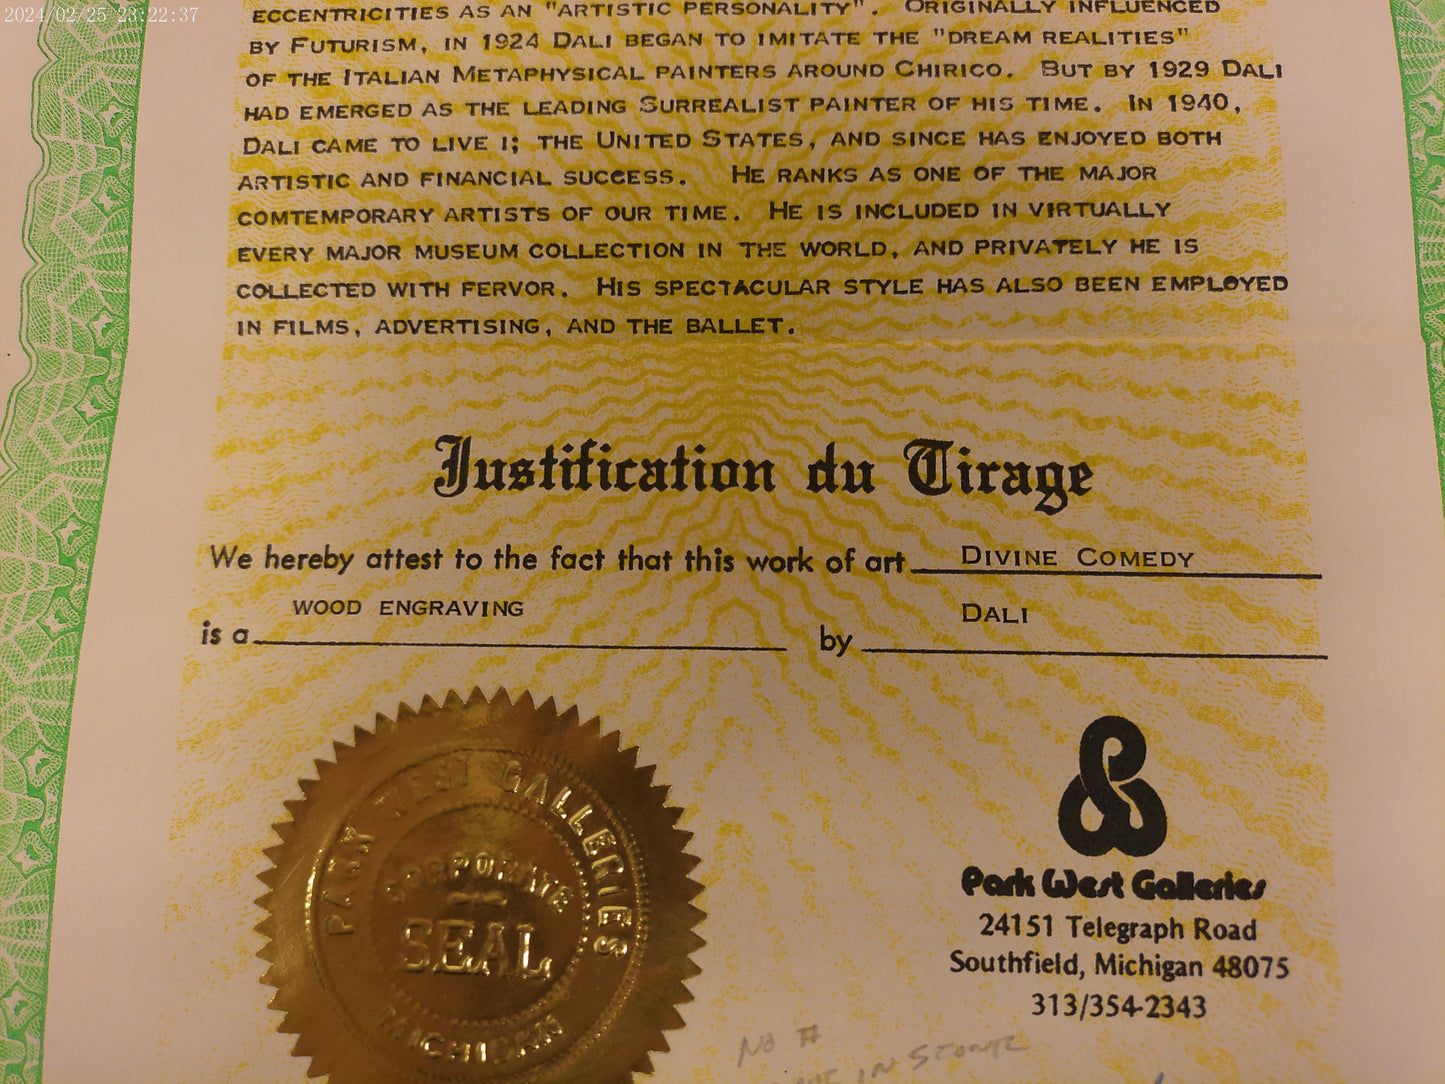 2024/02/25 23:22:37
ECCENTRICITIES AS AN "ARTISTIC PERSONALITY". ORIGINALLY INFLUENCED
BY FUTURISM, IN 1924 DALI BEGAN TO IMITATE THE "DREAM REALITIES"
OF THE ITALIAN METAPHYSICAL PAINTERS AROUND CHIRICO. BUT BY 1929 DALI
HAD EMERGED AS THE LEADING SURREALIST PAINTER OF HIS TIME. IN 1940,
DALI CAME TO LIVE I; THE UNITED STATES, AND SINCE HAS ENJOYED BOTH
ARTISTIC AND FINANCIAL SUCCESS. HE RANKS AS ONE OF THE MAJOR
COMTEMPORARY ARTISTS OF OUR TIME. HE IS INCLUDED IN VIRTUALLY
EVERY MAJOR MUSEUM COLLECTION IN THE WORLD, AND PRIVATELY HE IS
COLLECTED WITH FERVOR. HIS SPECTACULAR STYLE HAS ALSO BEEN EMPLOYED
IN FILMS, ADVERTISING, AND THE BALLET.
Justification du Tirage
We hereby attest to the fact that this work of art DIVINE COMEDY
is a WOOD ENGRAVING by DALI
PARK WEST GALLERIES
CORPORATE
SEAL
MICHIGAN
Park West Galleries
24151 Telegraph Road
Southfield, Michigan 48075
313/354-2343
NO #
IN STONE